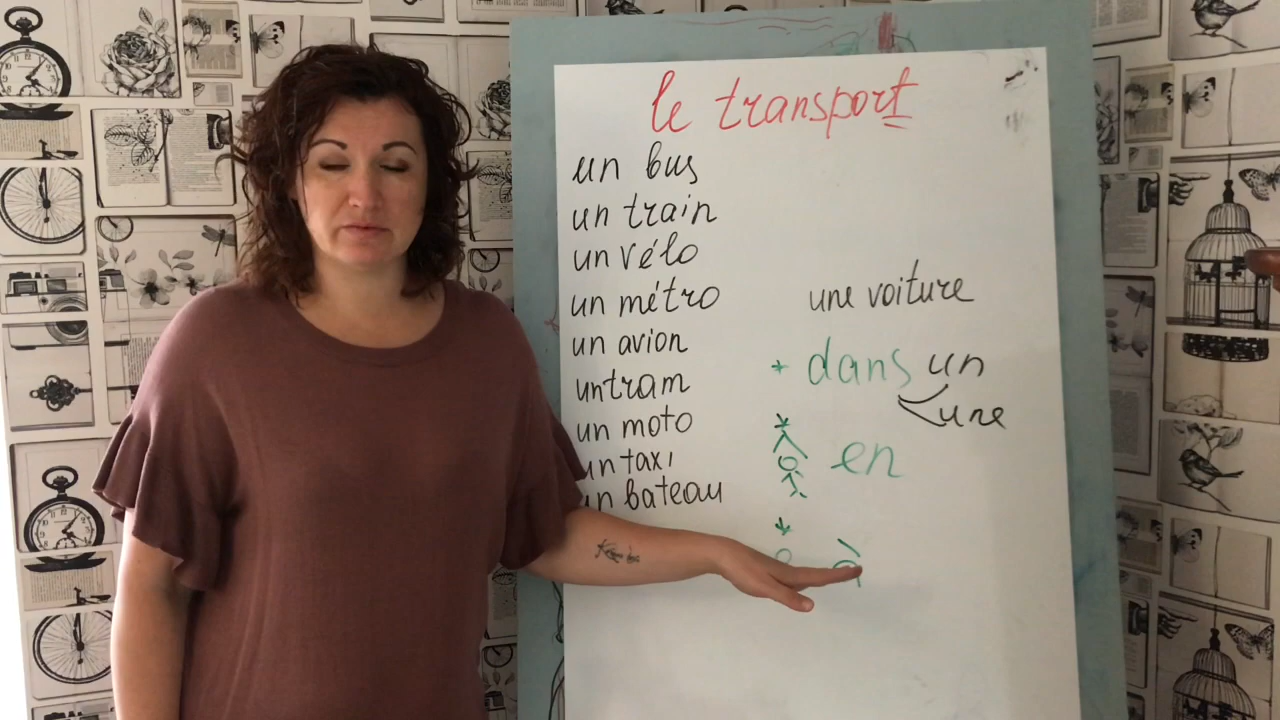 le transport
un bus
un train
un vélo
un métro
un avion
un tram
un moto
un taxi
un bateau
une voiture
* dans un
une
* en
* à